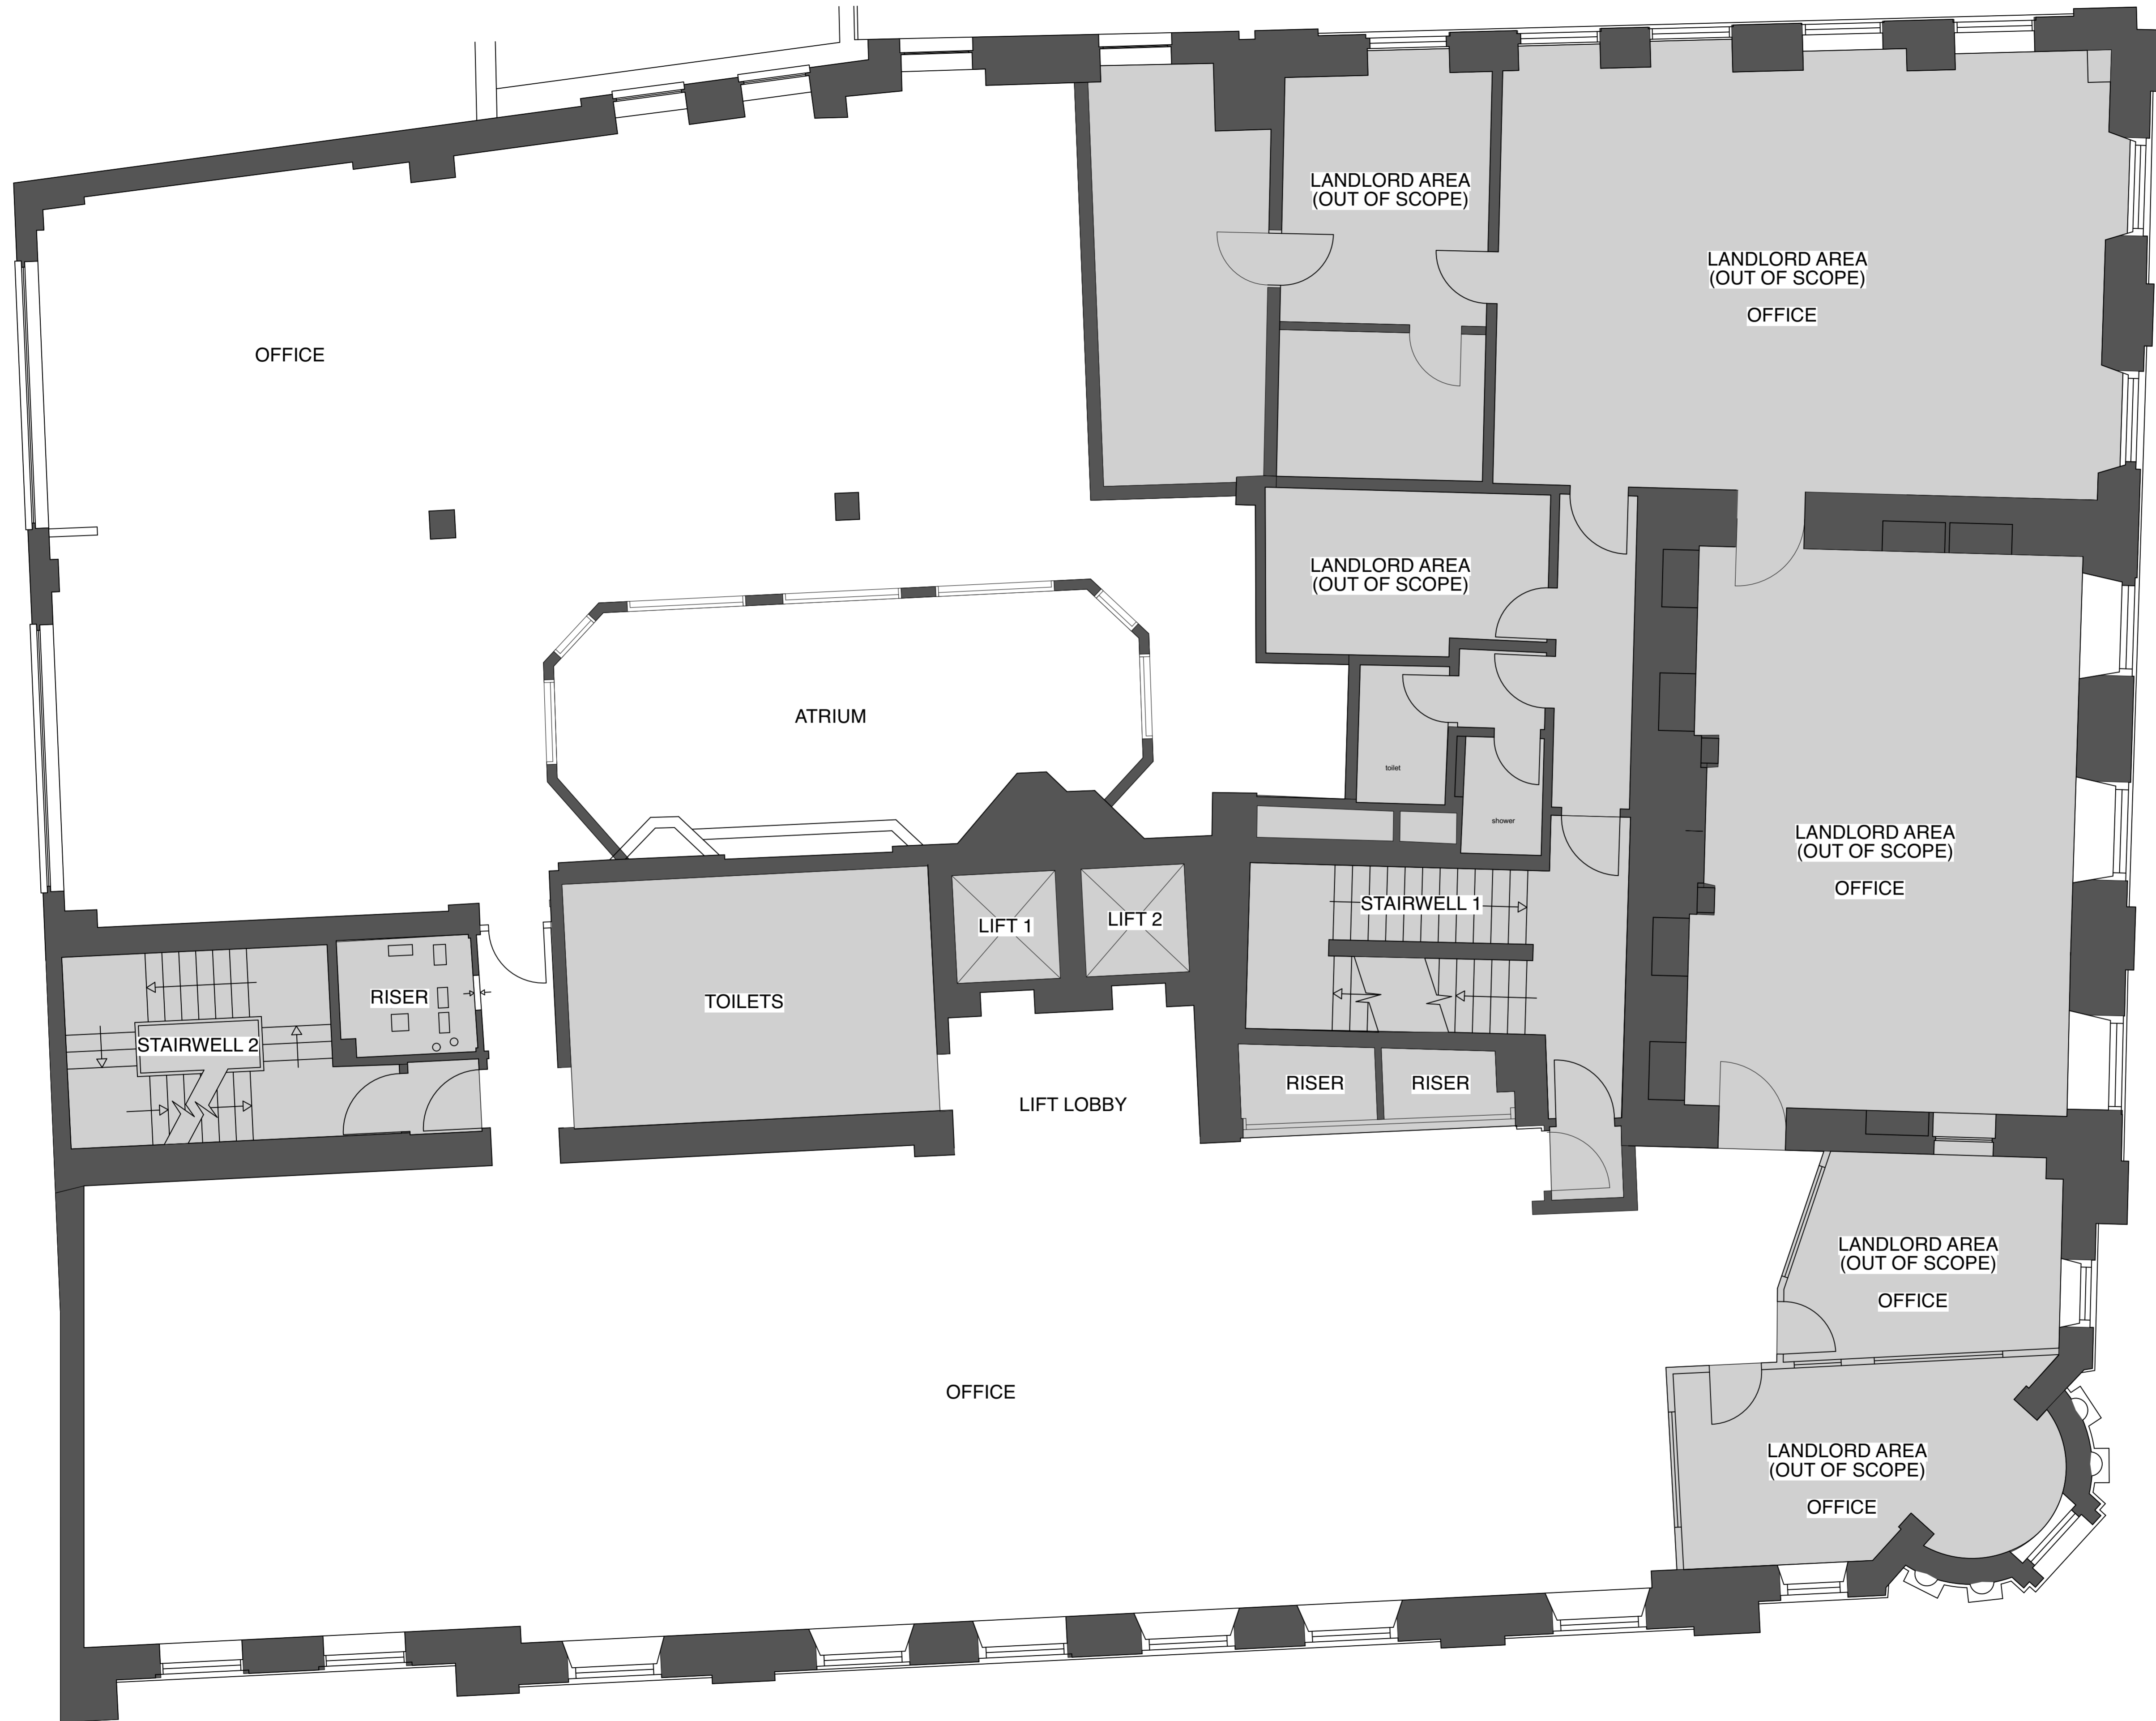 LANDLORD AREA
(OUT OF SCOPE)
LANDLORD AREA
(OUT OF SCOPE)
OFFICE
OFFICE
LANDLORD AREA
(OUT OF SCOPE)
ATRIUM
toilet
shower
LANDLORD AREA
(OUT OF SCOPE)
OFFICE
STAIRWELL 1
LIFT 1
LIFT 2
RISER
TOILETS
STAIRWELL 2
RISER
RISER
LIFT LOBBY
LANDLORD AREA
(OUT OF SCOPE)
OFFICE
OFFICE
LANDLORD AREA
(OUT OF SCOPE)
OFFICE